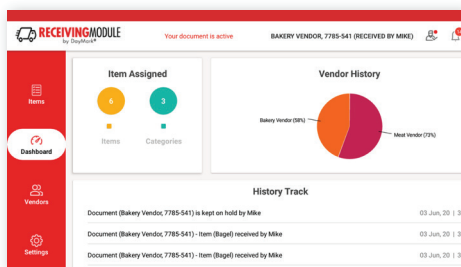 RECEIVINGMODULE
by DayMark®
Your document is active
BAKERY VENDOR, 7785-541 (RECEIVED BY MIKE)
Items
Dashboard
Vendors
Settings
Item Assigned
6
3
Items
Categories
Vendor History
Bakery Vendor (58%)
Meat Vendor (73%)
History Track
Document (Bakery Vendor, 7785-541) is kept on hold by Mike
03 Jun, 20 | 3
Document (Bakery Vendor, 7785-541) - Item (Bagel) received by Mike
03 Jun, 20 | 3
Document (Bakery Vendor, 7785-541) - Item (Bagel) received by Mike
03 Jun, 20 | 3